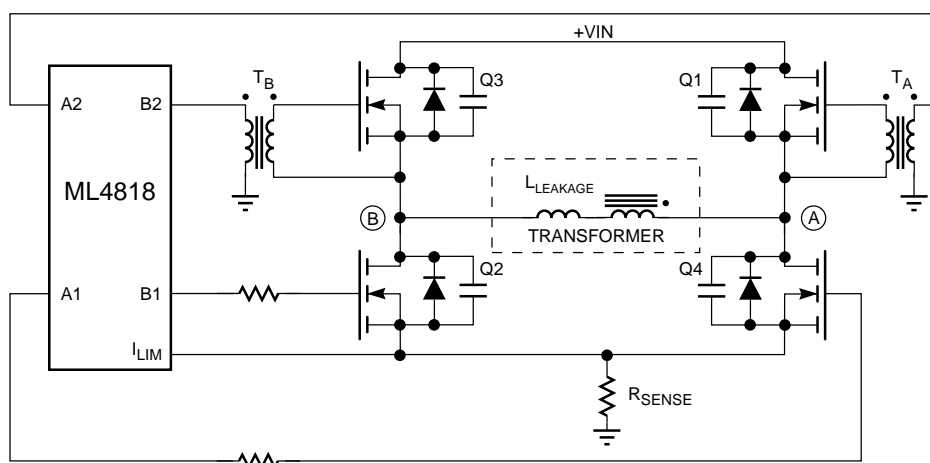 +VIN
T_B
Q3
Q1
T_A
A2
B2
ML4818
L_LEAKAGE
B
A
TRANSFORMER
Q2
Q4
A1
B1
I_LIM
R_SENSE